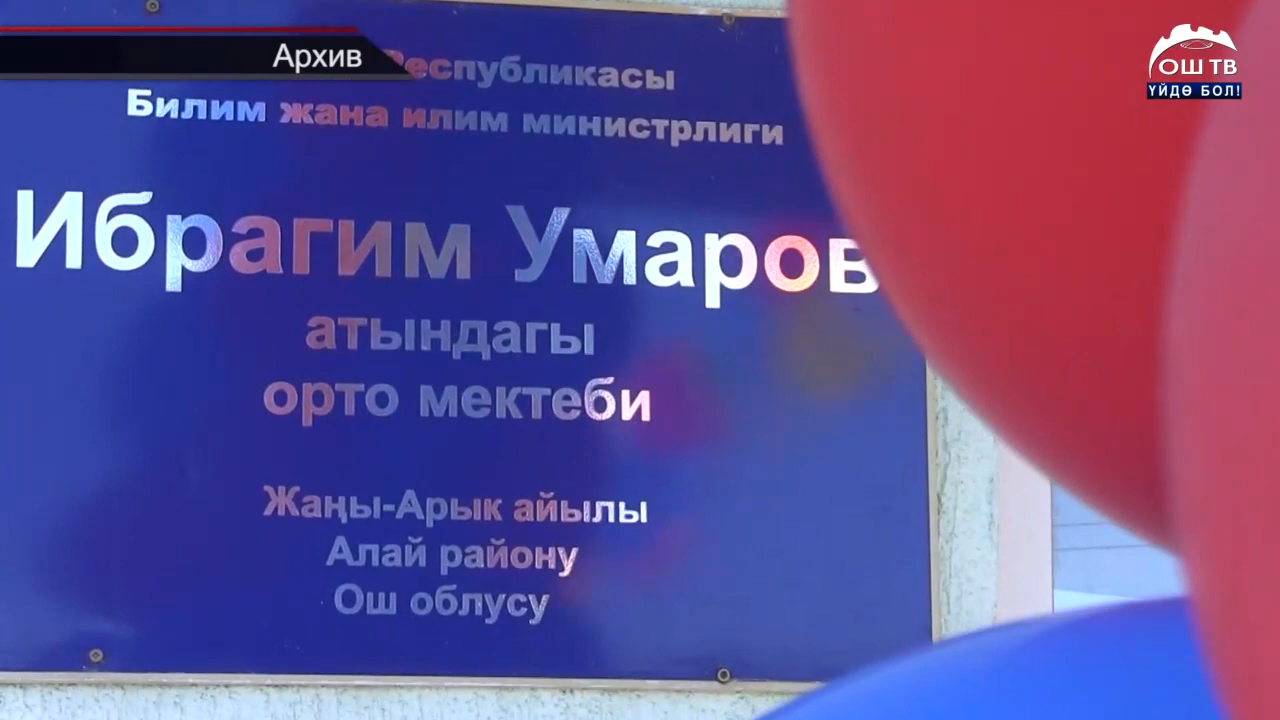 Архив
Республикасы
Билим жана илим министрлиги
Ибрагим Умаров
атындагы
орто мектеби
Жаңы-Арык айылы
Алай району
Ош облусу
ОШ ТВ
ҮЙДӨ БОЛ!